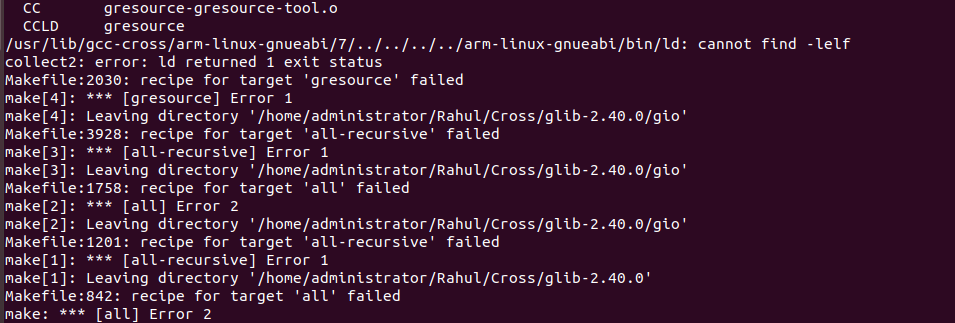 CC       gresource-gresource-tool.o
CCLD     gresource
/usr/lib/gcc-cross/arm-linux-gnueabi/7/../../../../arm-linux-gnueabi/bin/ld: cannot find -lelf
collect2: error: ld returned 1 exit status
Makefile:2030: recipe for target 'gresource' failed
make[4]: *** [gresource] Error 1
make[4]: Leaving directory '/home/administrator/Rahul/Cross/glib-2.40.0/gio'
Makefile:3928: recipe for target 'all-recursive' failed
make[3]: *** [all-recursive] Error 1
make[3]: Leaving directory '/home/administrator/Rahul/Cross/glib-2.40.0/gio'
Makefile:1758: recipe for target 'all' failed
make[2]: *** [all] Error 2
make[2]: Leaving directory '/home/administrator/Rahul/Cross/glib-2.40.0/gio'
Makefile:1201: recipe for target 'all-recursive' failed
make[1]: *** [all-recursive] Error 1
make[1]: Leaving directory '/home/administrator/Rahul/Cross/glib-2.40.0'
Makefile:842: recipe for target 'all' failed
make: *** [all] Error 2